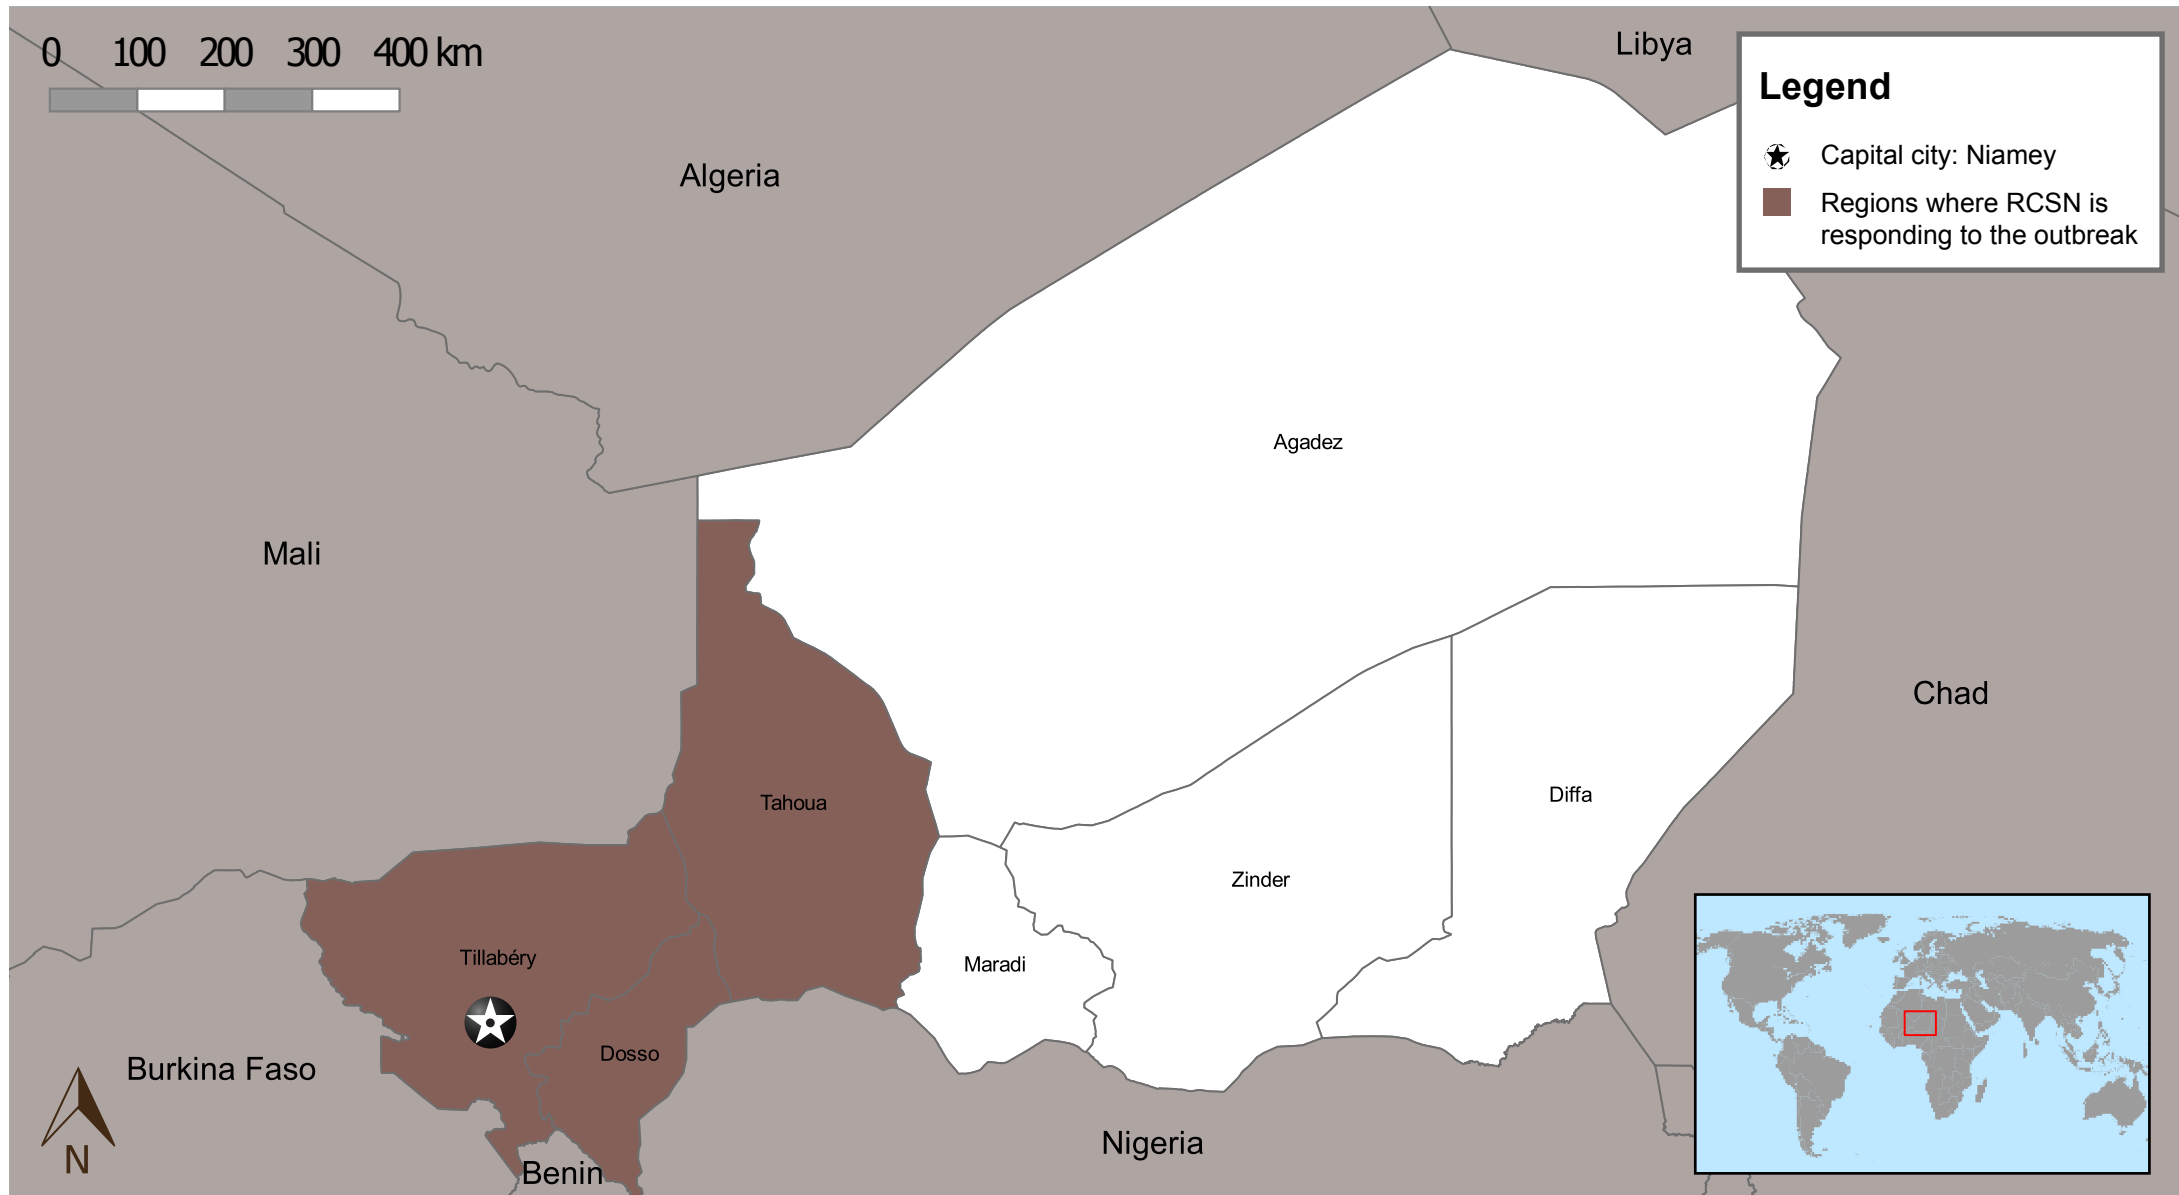 0 100 200 300 400 km
Libya
Legend
Capital city: Niamey
Regions where RCSN is
responding to the outbreak
Algeria
Agadez
Mali
Chad
Tahoua
Diffa
Zinder
Tillabéry
Maradi
Dosso
Burkina Faso
Nigeria
N
Benin